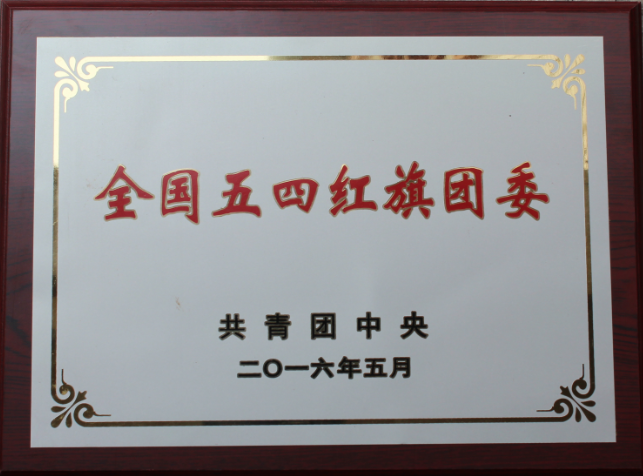 全国五四红旗团委
共青团中央
二〇一六年五月